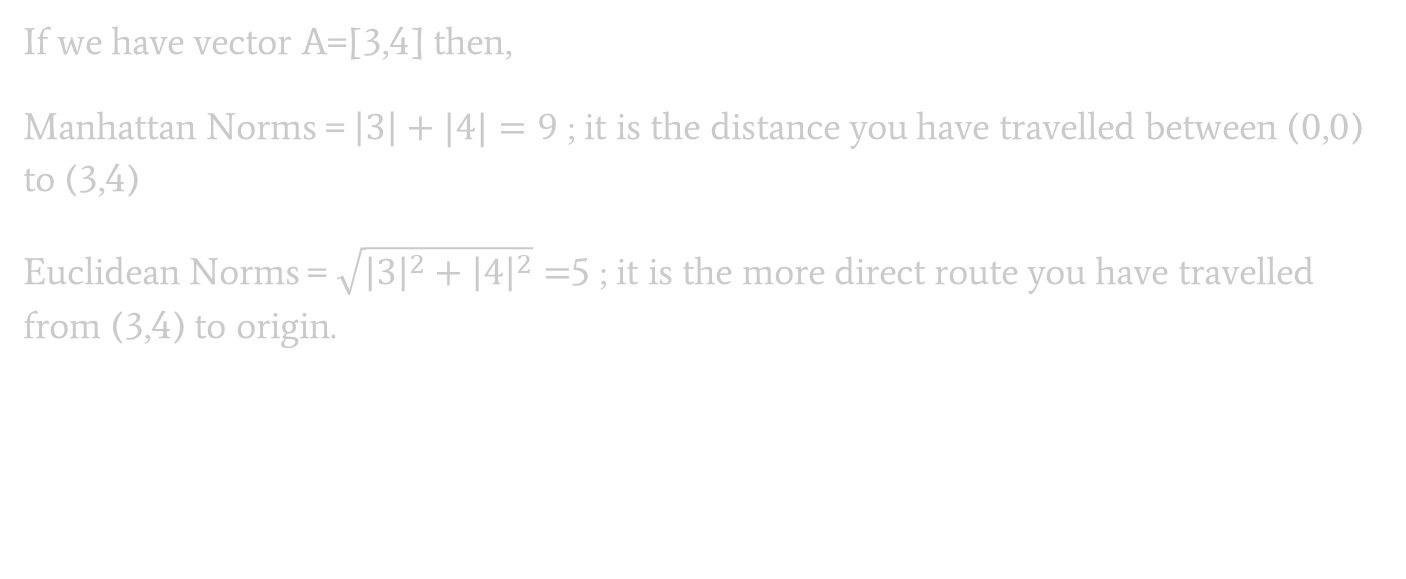 If we have vector A=[3,4] then,
Manhattan Norms = |3| + |4| = 9 ; it is the distance you have travelled between (0,0)
to (3,4)
Euclidean Norms = √|3|² + |4|² =5 ; it is the more direct route you have travelled
from (3,4) to origin.